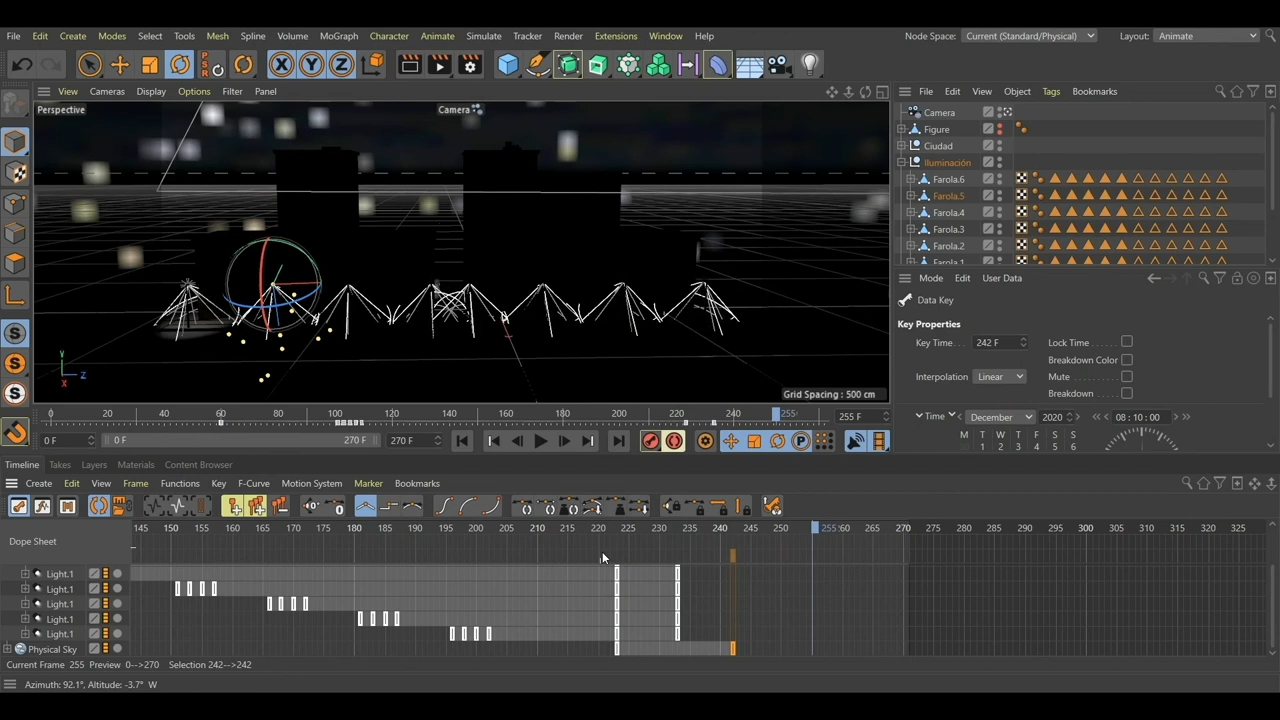 File Edit Create Modes Select Tools Mesh Spline Volume MoGraph Character Animate Simulate Tracker Render Extensions Window Help Node Space: Current (Standard/Physical) Layout: Animate
PSR X Y Z
View Cameras Display Options Filter Panel
File Edit View Object Tags Bookmarks
Perspective
Camera
Camera
Figure
Ciudad
Iluminación
Farola.6
Farola.5
Farola.4
Farola.3
Farola.2
Farola.1
Mode Edit User Data
Data Key
Key Properties
Key Time . . . 242 F Lock Time
Breakdown Color
Interpolation Linear Mute
Breakdown
Time December 2020 08 : 10 : 00
M T W T F S S
1 2 3 4 5 6
Y
X Z
Grid Spacing : 500 cm
0 20 40 60 80 100 120 140 160 180 200 220 240 255 255 F
0 F 0 F 270 F 270 F
Timeline Takes Layers Materials Content Browser
Create Edit View Frame Functions Key F-Curve Motion System Marker Bookmarks
145 150 155 160 165 170 175 180 185 190 195 200 205 210 215 220 225 230 235 240 245 250 255 60 265 270 275 280 285 290 295 300 305 310 315 320 325
Dope Sheet
Light.1
Light.1
Light.1
Light.1
Light.1
Physical Sky
Current Frame 255 Preview 0-->270 Selection 242-->242
Azimuth: 92.1°, Altitude: -3.7° W